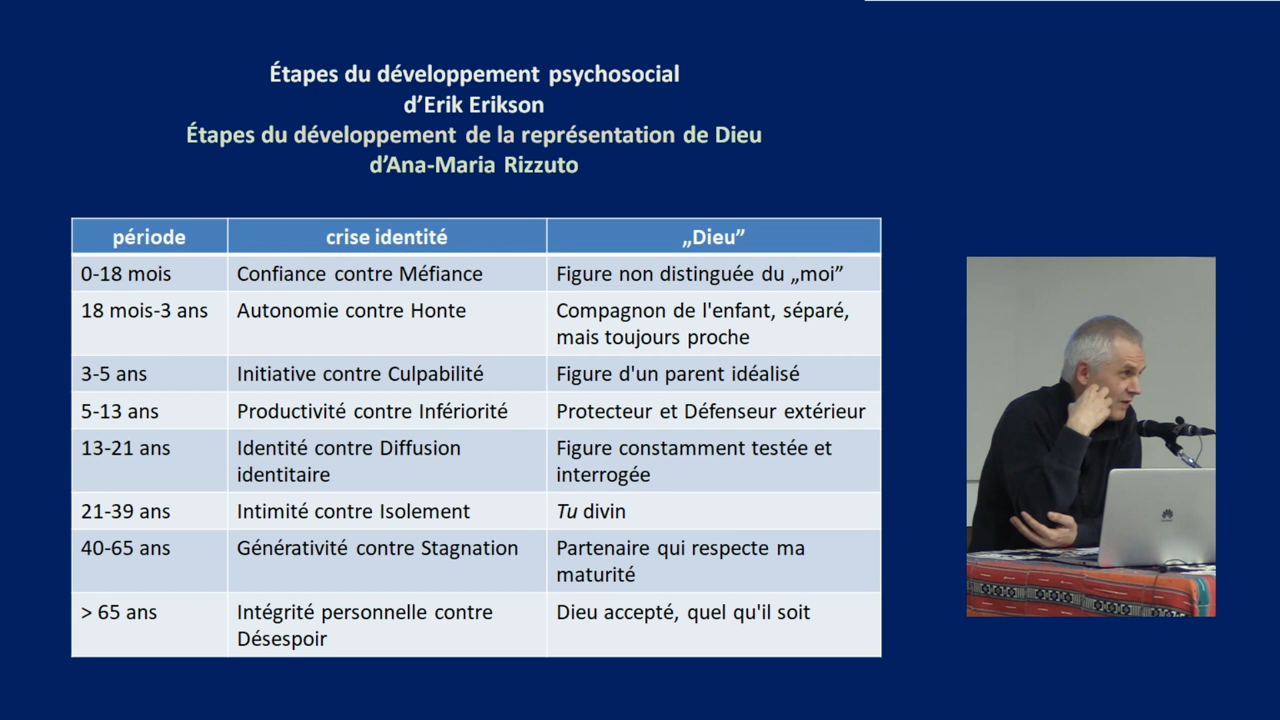 Étapes du développement psychosocial
d’Erik Erikson
Étapes du développement de la représentation de Dieu
d’Ana-Maria Rizzuto
période crise identité „Dieu”
0-18 mois Confiance contre Méfiance Figure non distinguée du „moi”
18 mois-3 ans Autonomie contre Honte Compagnon de l'enfant, séparé,
mais toujours proche
3-5 ans Initiative contre Culpabilité Figure d'un parent idéalisé
5-13 ans Productivité contre Infériorité Protecteur et Défenseur extérieur
13-21 ans Identité contre Diffusion Figure constamment testée et
identitaire interrogée
21-39 ans Intimité contre Isolement Tu divin
40-65 ans Générativité contre Stagnation Partenaire qui respecte ma
maturité
> 65 ans Intégrité personnelle contre Dieu accepté, quel qu'il soit
Désespoir